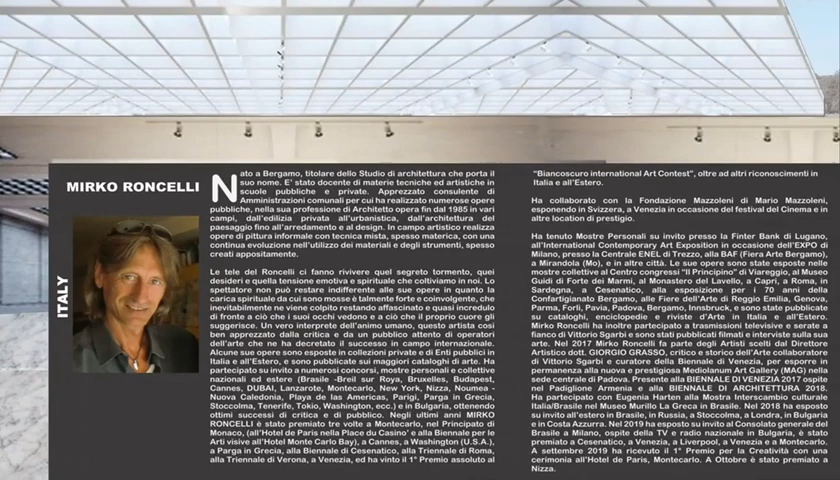 MIRKO RONCELLI
ITALY
Nato a Bergamo, titolare dello Studio di architettura che porta il
suo nome. E' stato docente di materie tecniche ed artistiche in
scuole pubbliche e private. Apprezzato consulente di
Amministrazioni comunali per cui ha realizzato numerose opere
pubbliche, nella sua professione di Architetto opera fin dal 1985 in vari
campi, dall'edilizia privata all'urbanistica, dall'architettura del
paesaggio fino all'arredamento e al design. In campo artistico realizza
opere di pittura informale con tecnica mista, spesso materica, con una
continua evoluzione nell'utilizzo dei materiali e degli strumenti, spesso
creati appositamente.
Le tele del Roncelli ci fanno rivivere quel segreto tormento, quei
desideri e quella tensione emotiva e spirituale che coltiviamo in noi. Lo
spettatore non può restare indifferente alle sue opere in quanto la
carica spirituale da cui sono mosse è talmente forte e coinvolgente, che
inevitabilmente ne viene colpito restando affascinato e quasi incredulo
di fronte a ciò che i suoi occhi vedono e a ciò che il proprio cuore gli
suggerisce. Un vero interprete dell'animo umano, questo artista così
ben apprezzato dalla critica e da un pubblico attento di operatori
dell'arte che ne ha decretato il successo in campo internazionale.
Alcune sue opere sono esposte in collezioni private e di Enti pubblici in
Italia e all'Estero, e sono pubblicate sui maggiori cataloghi di arte. Ha
partecipato su invito a numerosi concorsi, mostre personali e collettive
nazionali ed estere (Brasile -Breil sur Roya, Bruxelles, Budapest,
Cannes, DUBAI, Lanzarote, Montecarlo, New York, Nizza, Noumea -
Nuova Caledonia, Playa de las Americas, Parigi, Parga in Grecia,
Stoccolma, Tenerife, Tokio, Washington, ecc.) e in Bulgaria, ottenendo
ottimi successi di critica e di pubblico. Negli ultimi anni MIRKO
RONCELLI è stato premiato tre volte a Montecarlo, nel Principato di
Monaco, (all'Hotel de Paris nella Place du Casino' e alla Biennale per le
Arti visive all'Hotel Monte Carlo Bay), a Cannes, a Washington (U.S.A.),
a Parga in Grecia, alla Biennale di Cesenatico, alla Triennale di Roma,
alla Triennale di Verona, a Venezia, ed ha vinto il 1° Premio assoluto al
"Biancoscuro international Art Contest", oltre ad altri riconoscimenti in
Italia e all'Estero.
Ha collaborato con la Fondazione Mazzoleni di Mario Mazzoleni,
esponendo in Svizzera, a Venezia in occasione del festival del Cinema e in
altre location di prestigio.
Ha tenuto Mostre Personali su invito presso la Finter Bank di Lugano,
all'International Contemporary Art Exposition in occasione dell'EXPO di
Milano, presso la Centrale ENEL di Trezzo, alla BAF (Fiera Arte Bergamo),
a Mirandola (Mo), e in altre città. Le sue opere sono state esposte nelle
mostre collettive al Centro congressi "Il Principino" di Viareggio, al Museo
Guidi di Forte dei Marmi, al Monastero del Lavello, a Capri, a Roma, in
Sardegna, a Cesenatico, alla esposizione per i 70 anni della
Confartigianato Bergamo, alle Fiere dell'Arte di Reggio Emilia, Genova,
Parma, Forlì, Pavia, Padova, Bergamo, Innsbruck, e sono state pubblicate
su cataloghi, enciclopedie e riviste d'Arte in Italia e all'Estero.
Mirko Roncelli ha inoltre partecipato a trasmissioni televisive e serate a
fianco di Vittorio Sgarbi e sono stati pubblicati filmati e interviste sulla sua
arte. Nel 2017 Mirko Roncelli fa parte degli Artisti scelti dal Direttore
Artistico dott. GIORGIO GRASSO, critico e storico dell'Arte collaboratore
di Vittorio Sgarbi e curatore della Biennale di Venezia, per esporre in
permanenza alla nuova e prestigiosa Mediolanum Art Gallery (MAG) nella
sede centrale di Padova. Presente alla BIENNALE DI VENEZIA 2017 ospite
nel Padiglione Armenia e alla BIENNALE DI ARCHITETTURA 2018.
Ha partecipato con Eugenia Harten alla Mostra Interscambio culturale
Italia/Brasile nel Museo Murillo La Greca in Brasile. Nel 2018 ha esposto
su invito all'estero in Brasile, in Russia, a Stoccolma, a Londra, in Bulgaria
e in Costa Azzurra. Nel 2019 ha esposto su invito al Consolato generale del
Brasile a Milano, ospite della TV e radio nazionale in Bulgaria, è stato
premiato a Cesenatico, a Venezia, a Liverpool, a Venezia e a Montecarlo.
A settembre 2019 ha ricevuto il 1° Premio per la Creatività con una
cerimonia all'Hotel de Paris, Montecarlo. A Ottobre è stato premiato a
Nizza.